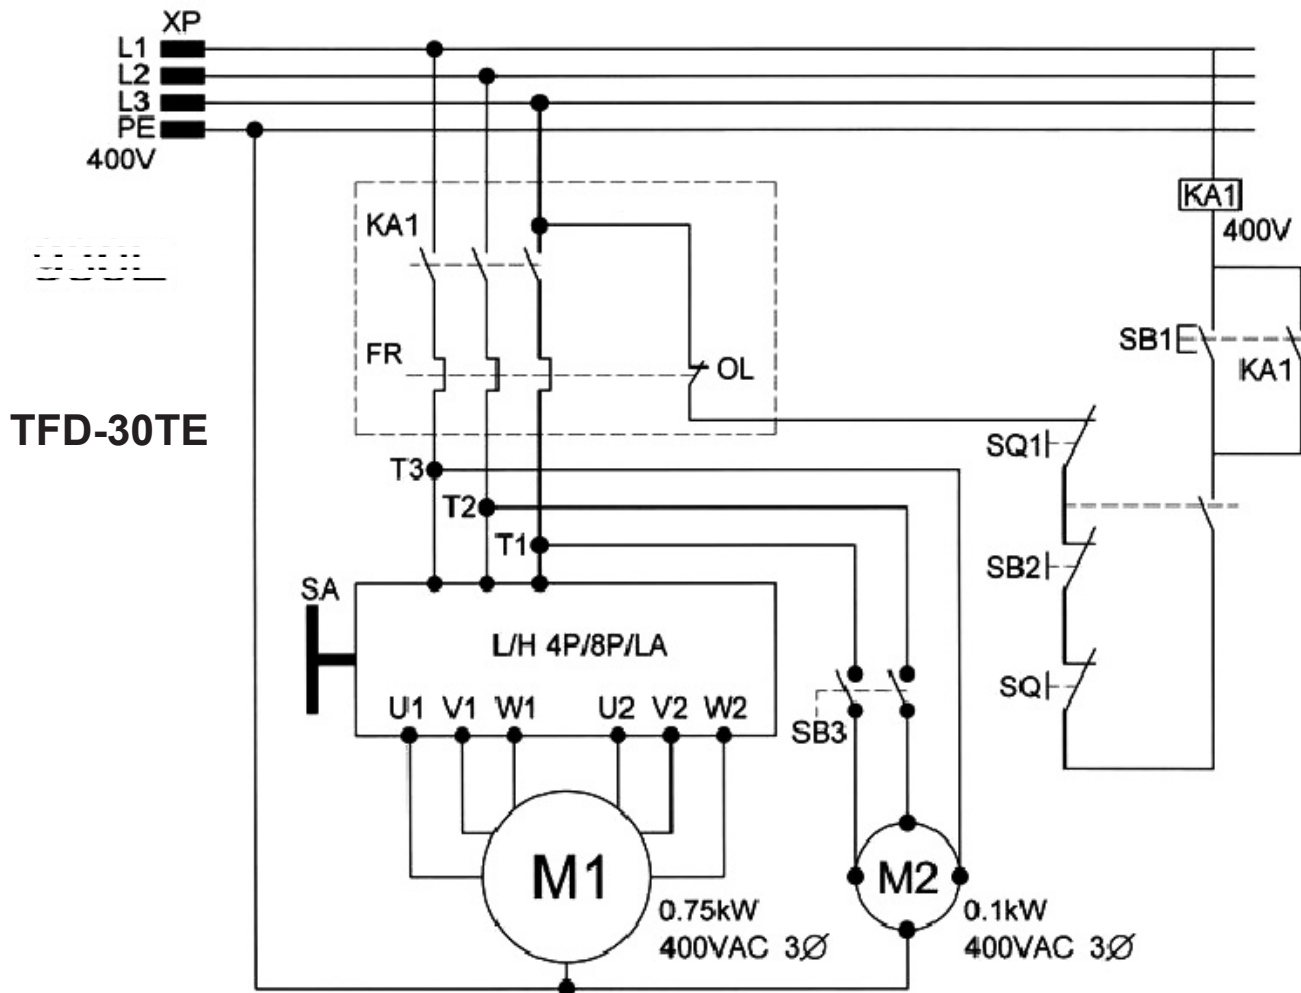 XP
L1
L2
L3
PE
400V
KA1
KA1
400V
FR
OL
SB1
KA1
TFD-30TE
SQ1
T3
T2
T1
SB2
SA
L/H 4P/8P/LA
SQ
U1 V1 W1 U2 V2 W2
SB3
M1
M2
0.75kW
400VAC 3Ø
0.1kW
400VAC 3Ø